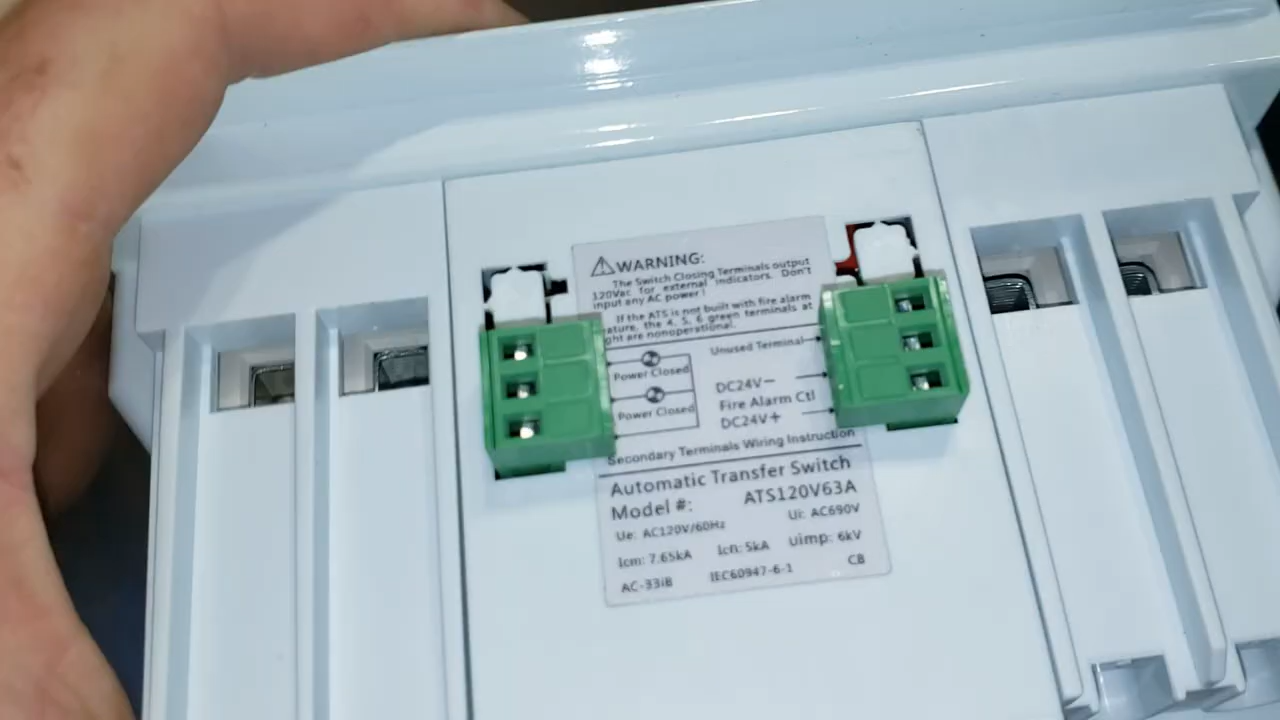 WARNING:
The Switch Closing Terminals output
120Vac for external indicators. Don't
input any AC power!
If the ATS is not built with fire alarm
ature, the 4, 5, 6 green terminals at
ght are nonoperational.
Unused Terminal
Power Closed
DC24V−
Fire Alarm Ctl
Power Closed
DC24V+
Secondary Terminals Wiring Instruction
Automatic Transfer Switch
Model #: ATS120V63A
Ue: AC120V/60Hz Ui: AC690V
Icm: 7.65kA Icn: 5kA Uimp: 6kV
AC-33iB IEC60947-6-1 CB